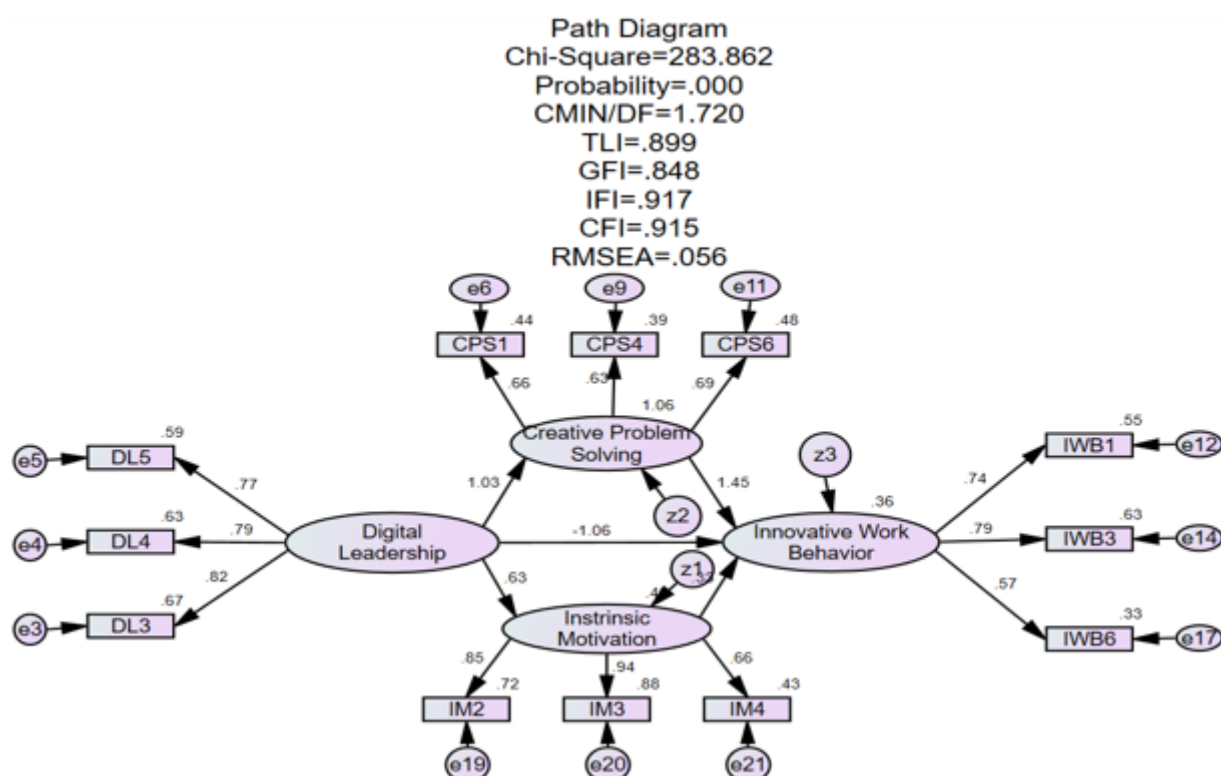 Path Diagram
Chi-Square=283.862
Probability=.000
CMIN/DF=1.720
TLI=.899
GFI=.848
IFI=.917
CFI=.915
RMSEA=.056
e6
e9
e11
.44
.39
.48
CPS1
CPS4
CPS6
.66
.63
.69
1.06
Creative Problem
Solving
.59
e5
DL5
.77
1.03
1.45
z2
z3
.36
.55
IWB1
e12
.74
.63
e4
DL4
.79
Digital
Leadership
-1.06
Innovative Work
Behavior
.79
.63
IWB3
e14
.82
.67
e3
DL3
.63
z1
Instrinsic
Motivation
.57
.33
IWB6
e17
.85
.72
.94
.88
.66
.43
IM2
IM3
IM4
e19
e20
e21